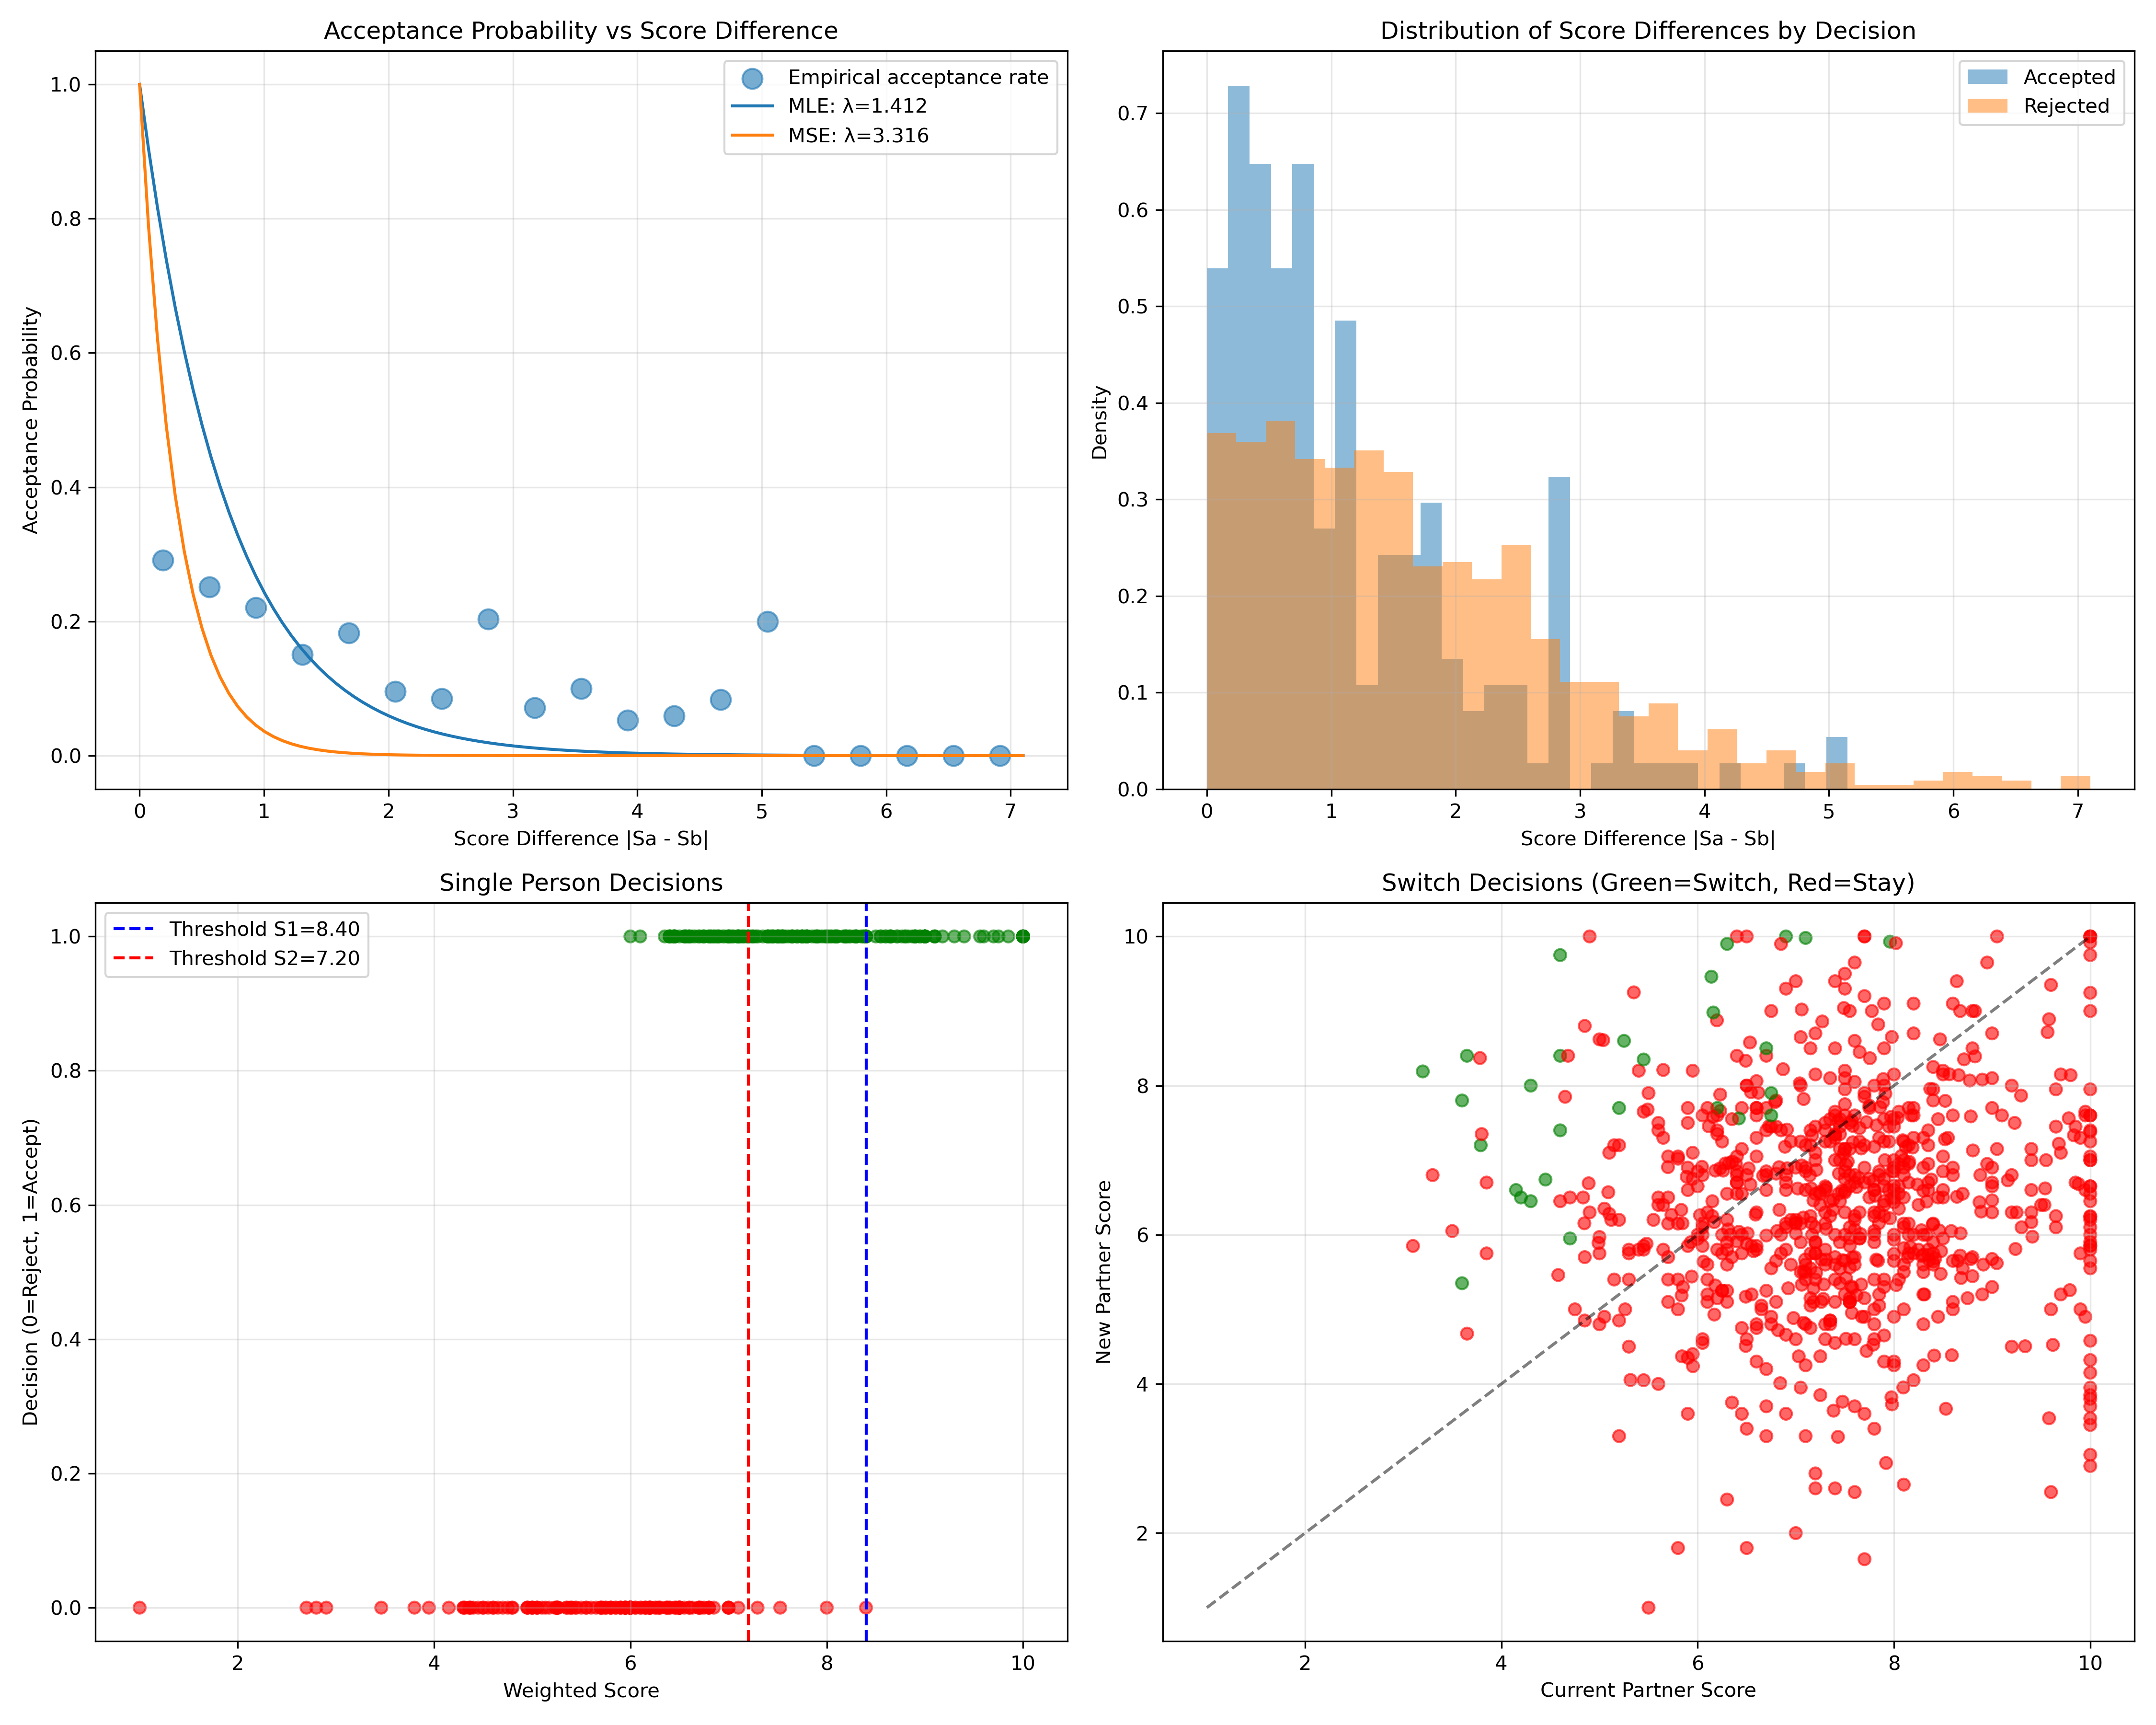 Acceptance Probability vs Score Difference
Acceptance Probability
1.0
0.8
0.6
0.4
0.2
0.0
Empirical acceptance rate
MLE: λ=1.412
MSE: λ=3.316
0 1 2 3 4 5 6 7
Score Difference |Sa - Sb|
Distribution of Score Differences by Decision
Density
0.7
0.6
0.5
0.4
0.3
0.2
0.1
0.0
Accepted
Rejected
0 1 2 3 4 5 6 7
Score Difference |Sa - Sb|
Single Person Decisions
Decision (0=Reject, 1=Accept)
1.0
0.8
0.6
0.4
0.2
0.0
Threshold S1=8.40
Threshold S2=7.20
2 4 6 8 10
Weighted Score
Switch Decisions (Green=Switch, Red=Stay)
New Partner Score
10
8
6
4
2
2 4 6 8 10
Current Partner Score